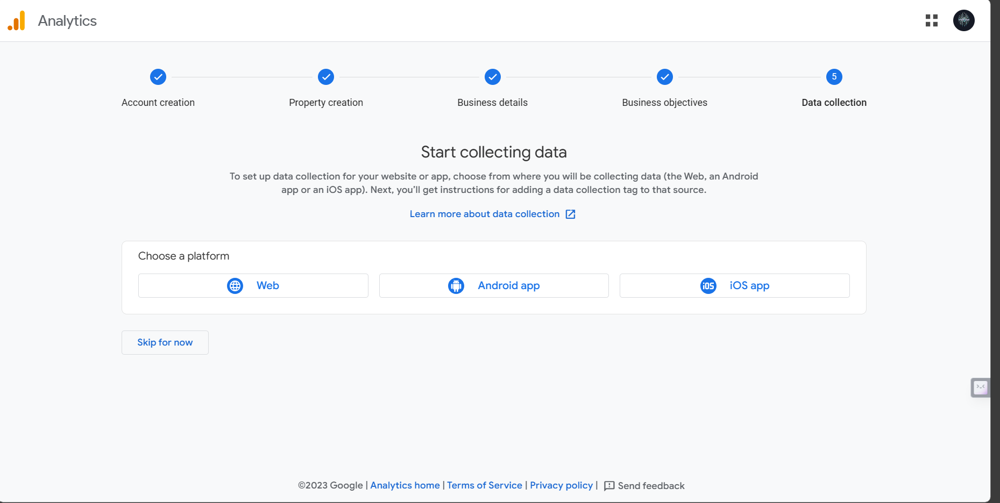 Analytics
5
Account creation
Property creation
Business details
Business objectives
Data collection
Start collecting data
To set up data collection for your website or app, choose from where you will be collecting data (the Web, an Android
app or an iOS app). Next, you’ll get instructions for adding a data collection tag to that source.
Learn more about data collection
Choose a platform
Web
Android app
iOS iOS app
Skip for now
©2023 Google | Analytics home | Terms of Service | Privacy policy | Send feedback